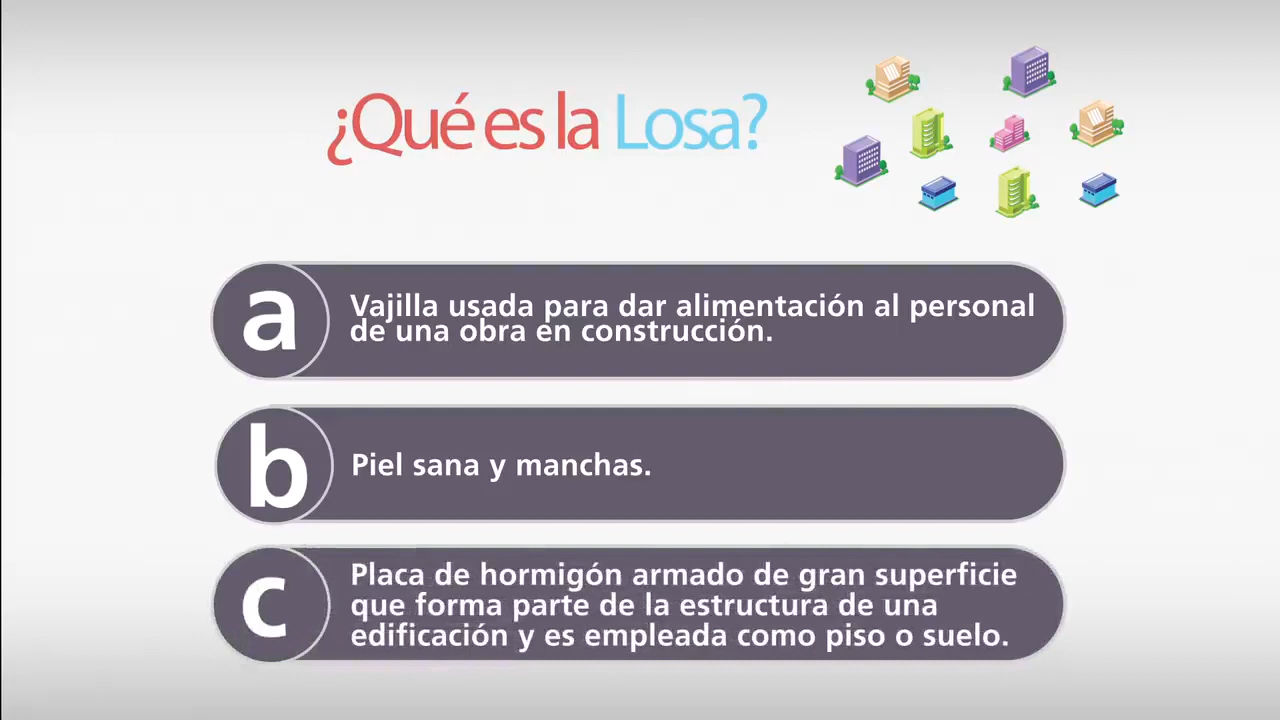 ¿Qué es la Losa?
a
Vajilla usada para dar alimentación al personal
de una obra en construcción.
b
Piel sana y manchas.
c
Placa de hormigón armado de gran superficie
que forma parte de la estructura de una
edificación y es empleada como piso o suelo.